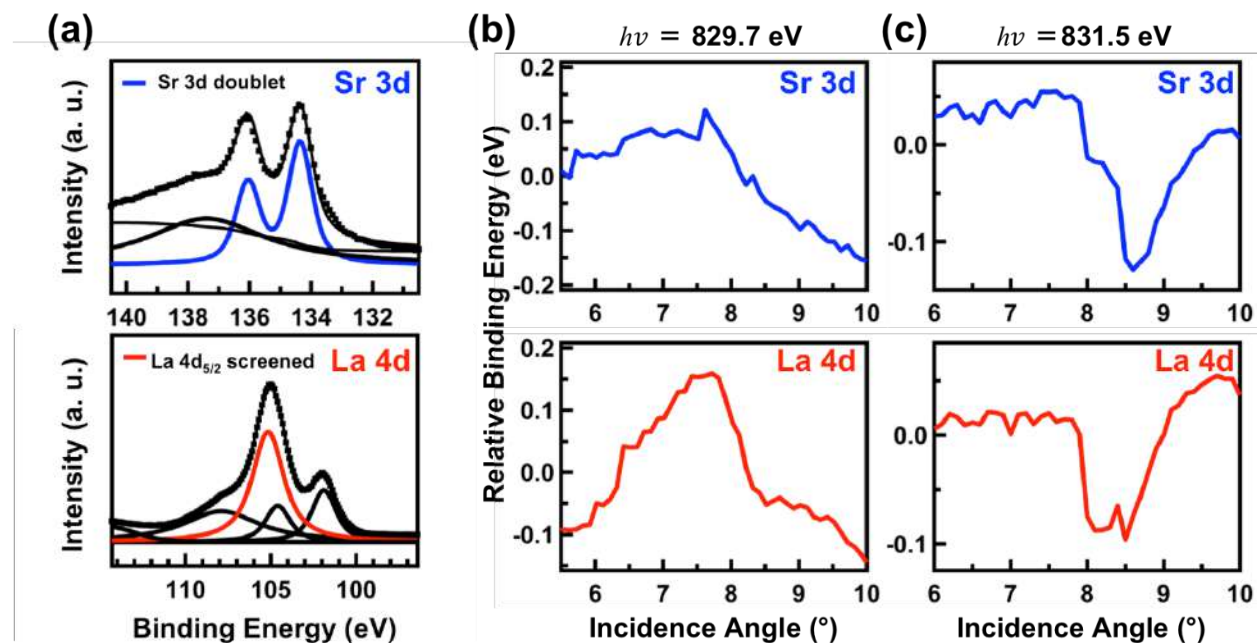 (a)
(b)
(c)
hν = 829.7 eV
hν = 831.5 eV
Sr 3d doublet
Sr 3d
Intensity (a. u.)
140 138 136 134 132
La 4d5/2 screened
La 4d
Intensity (a. u.)
110 105 100
Binding Energy (eV)
Relative Binding Energy (eV)
Sr 3d
0.2
0.1
0.0
-0.1
-0.2
6 7 8 9 10
La 4d
0.2
0.1
0.0
-0.1
6 7 8 9 10
Incidence Angle (°)
Sr 3d
0.0
-0.1
6 7 8 9 10
La 4d
0.0
-0.1
6 7 8 9 10
Incidence Angle (°)